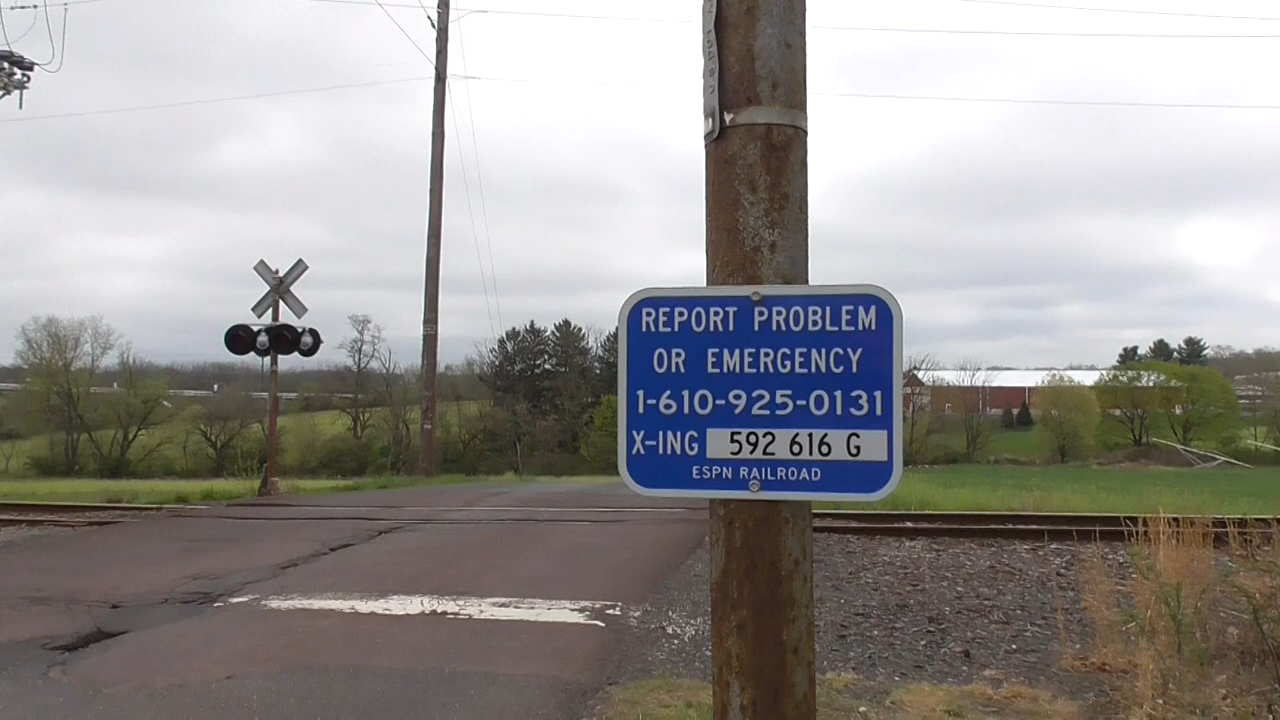 REPORT PROBLEM
OR EMERGENCY
1-610-925-0131
X-ING 592 616 G
ESPN RAILROAD